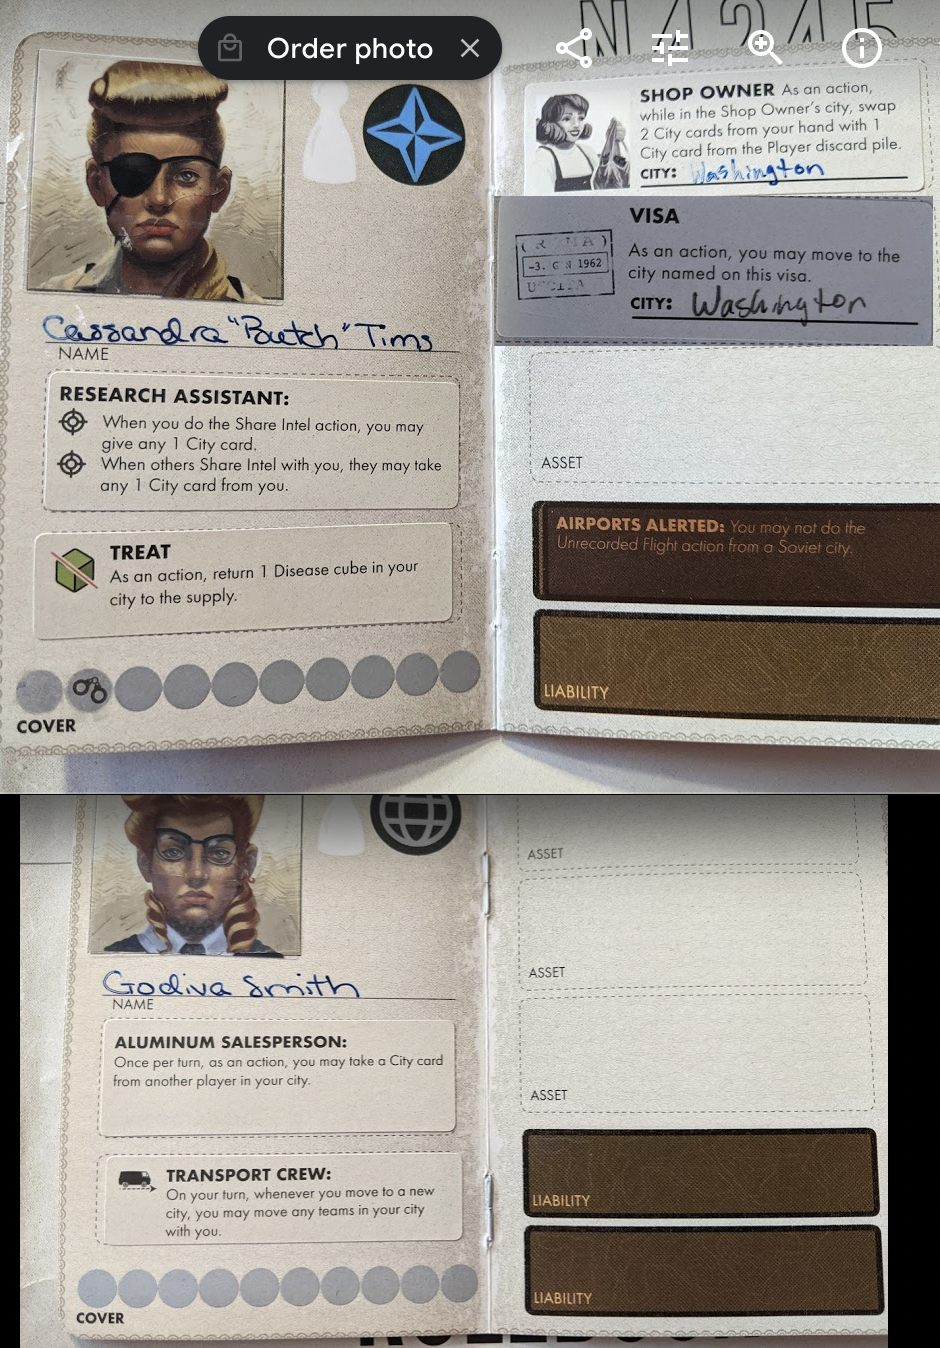 N4245
Order photo
SHOP OWNER As an action,
while in the Shop Owner's city, swap
2 City cards from your hand with 1
City card from the Player discard pile.
CITY: Washington
VISA
As an action, you may move to the
city named on this visa.
CITY: Washington
-3. 1962
Cassandra "Butch" Tims
NAME
RESEARCH ASSISTANT:
When you do the Share Intel action, you may
give any 1 City card.
When others Share Intel with you, they may take
any 1 City card from you.
TREAT
As an action, return 1 Disease cube in your
city to the supply.
COVER
ASSET
AIRPORTS ALERTED: You may not do the
Unrecorded Flight action from a Soviet city.
LIABILITY
Godiva Smith
NAME
ALUMINUM SALESPERSON:
Once per turn, as an action, you may take a City card
from another player in your city.
TRANSPORT CREW:
On your turn, whenever you move to a new
city, you may move any teams in your city
with you.
COVER
ASSET
ASSET
ASSET
LIABILITY
LIABILITY